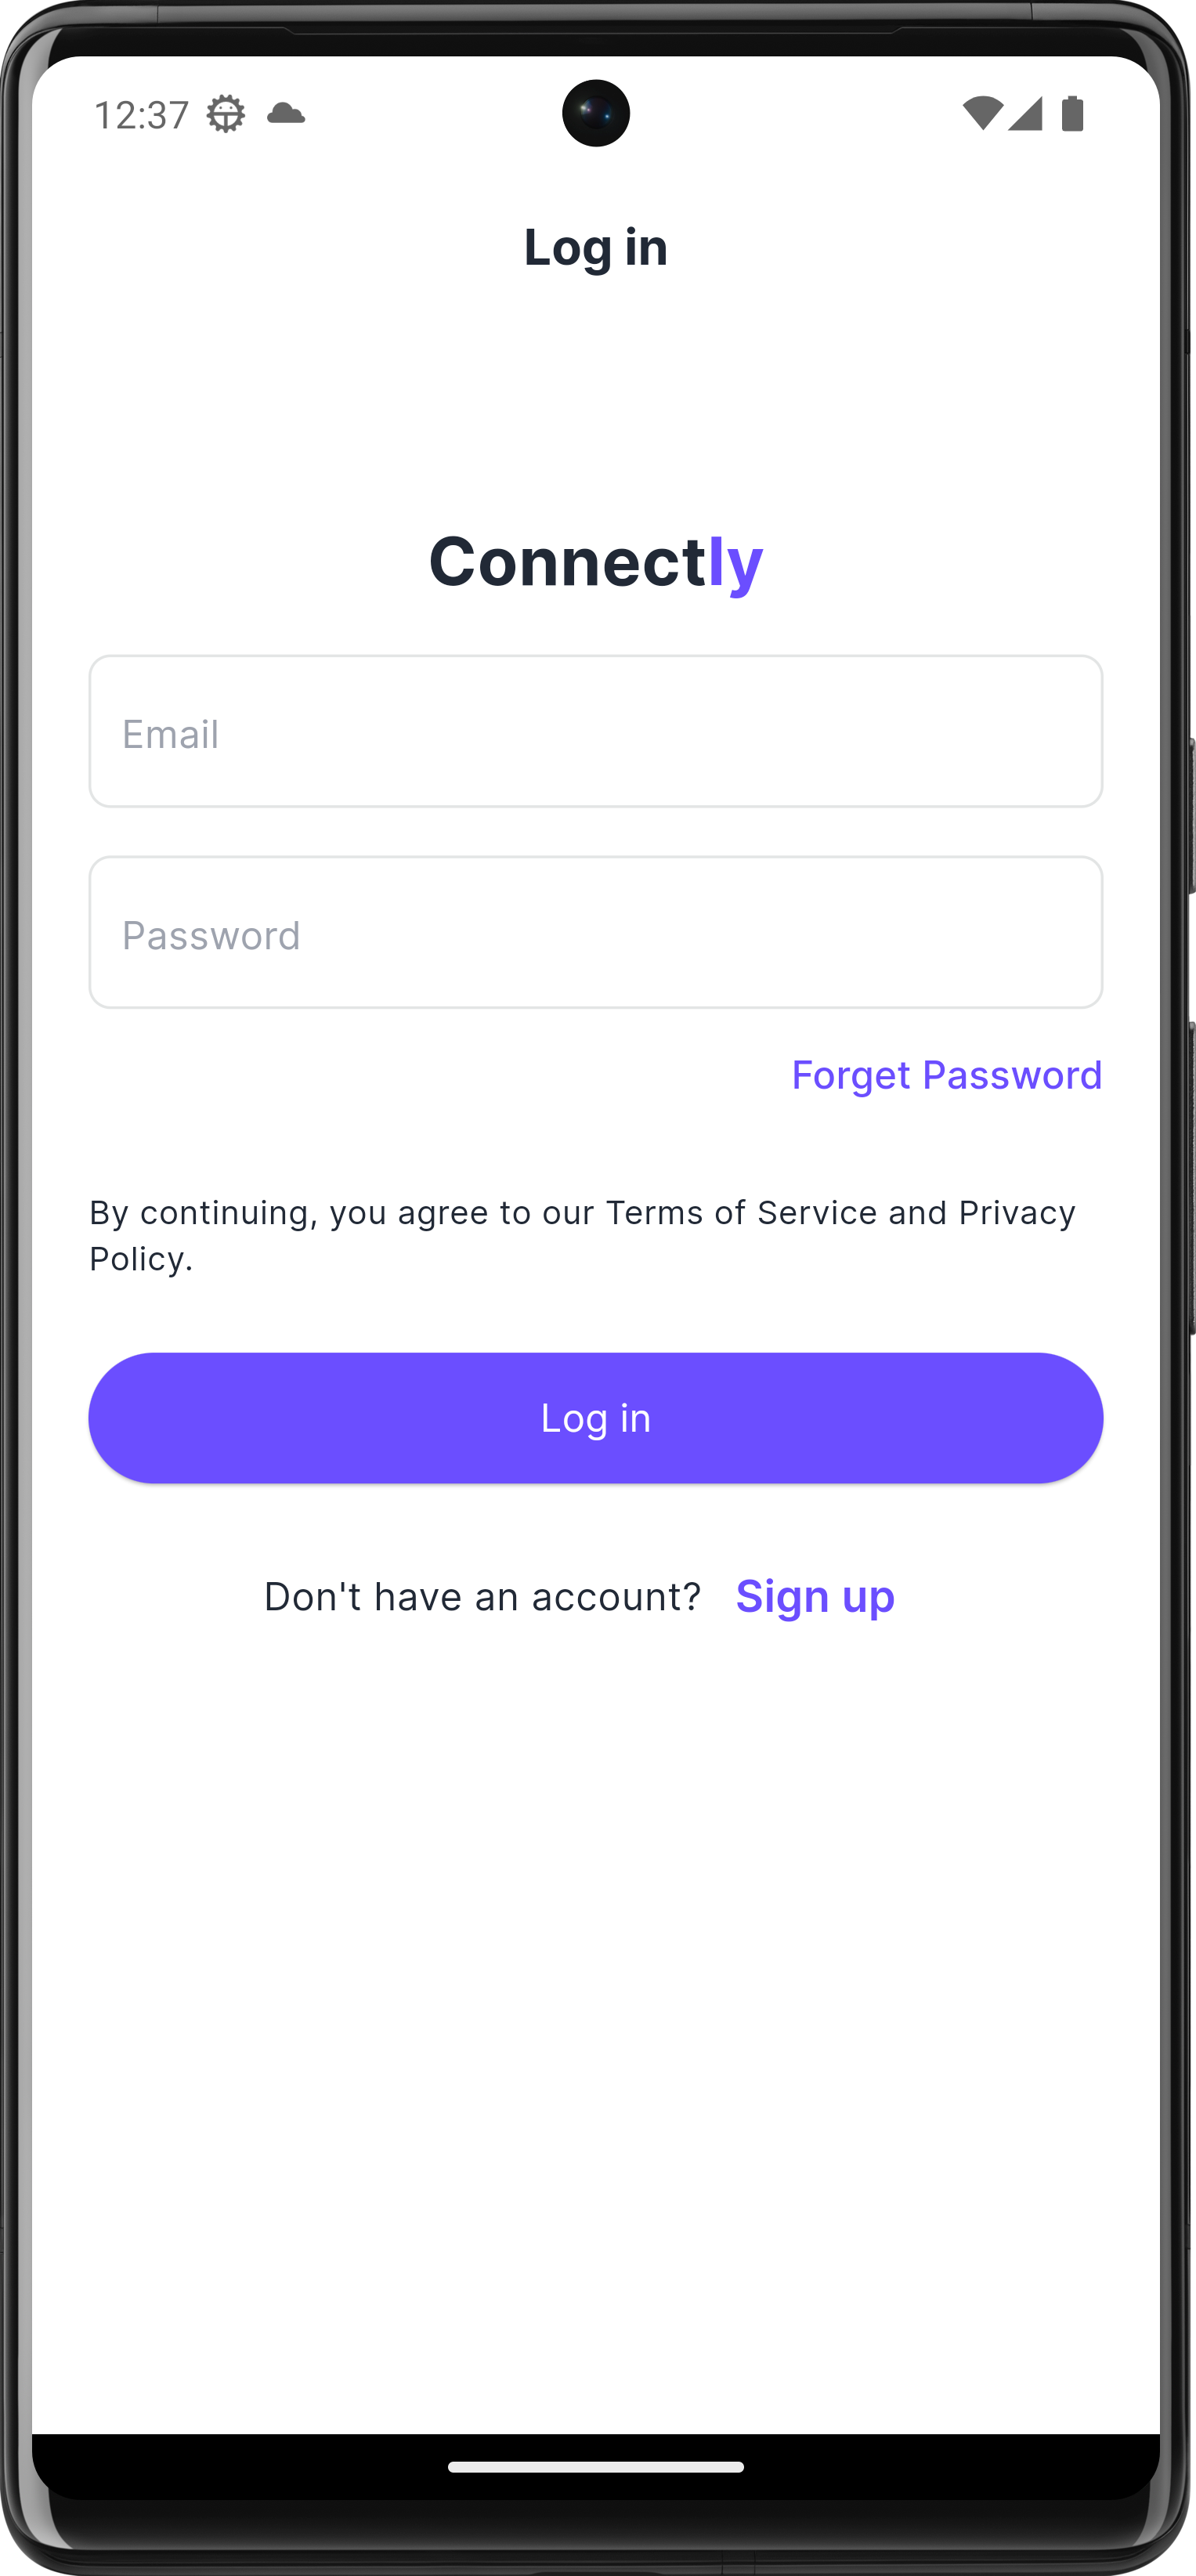 12:37
Log in
Connectly
Email
Password
Forget Password
By continuing, you agree to our Terms of Service and Privacy
Policy.
Log in
Don't have an account? Sign up